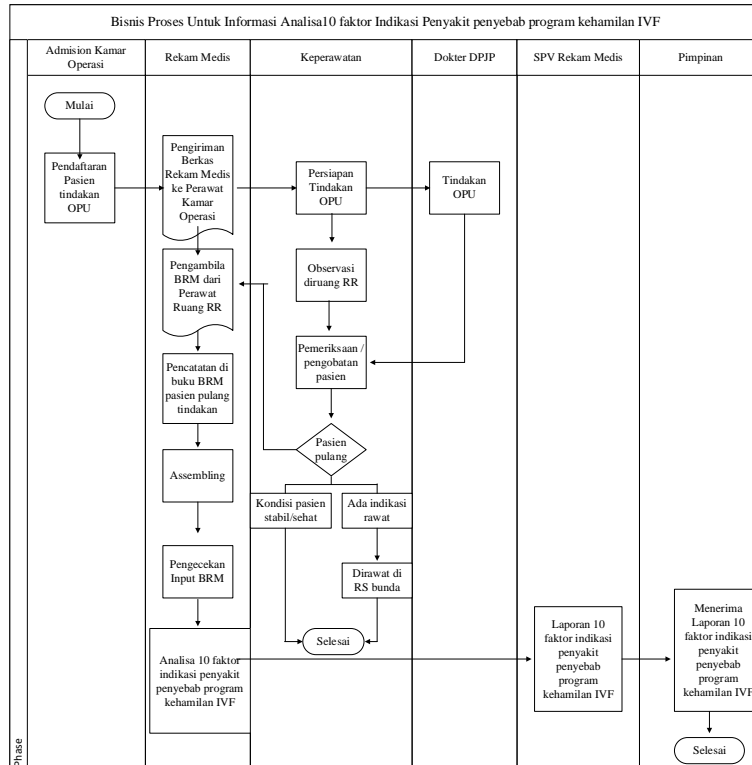 Bisnis Proses Untuk Informasi Analisa10 faktor Indikasi Penyakit penyebab program kehamilan IVF
Admision Kamar
Operasi
Rekam Medis
Keperawatan
Dokter DPJP
SPV Rekam Medis
Pimpinan
Mulai
Pendaftaran
Pasien
tindakan
OPU
Pengiriman
Berkas
Rekam Medis
ke Perawat
Kamar
Operasi
Persiapan
Tindakan
OPU
Tindakan
OPU
Pengambila
BRM dari
Perawat
Ruang RR
Observasi
diruang RR
Pemeriksaan /
pengobatan
pasien
Pencatatan di
buku BRM
pasien pulang
tindakan
Pasien
pulang
Assembling
Kondisi pasien
stabil/sehat
Ada indikasi
rawat
Pengecekan
Input BRM
Dirawat di
RS bunda
Selesai
Analisa 10 faktor
indikasi penyakit
penyebab program
kehamilan IVF
Laporan 10
faktor indikasi
penyakit
penyebab
program
kehamilan IVF
Menerima
Laporan 10
faktor indikasi
penyakit
penyebab
program
kehamilan IVF
Selesai
Phase